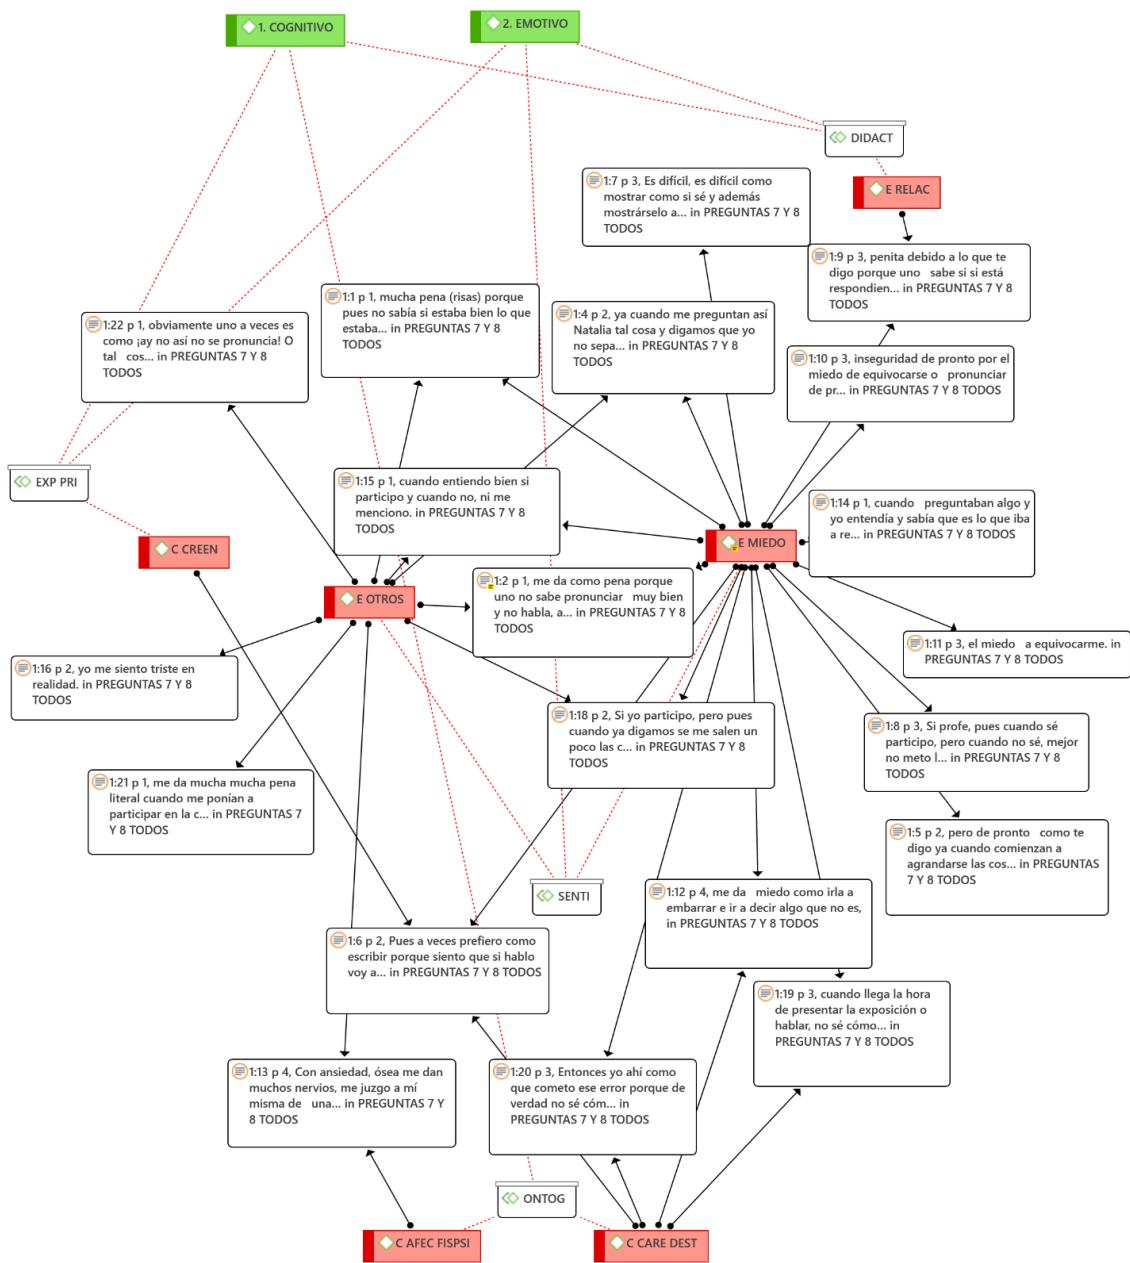 1. COGNITIVO
2. EMOTIVO
DIDACT
E RELAC
1:7 p 3, Es difícil, es difícil como
mostrar como si sé y además
mostrárselo a... in PREGUNTAS 7 Y 8
TODOS
1:9 p 3, penita debido a lo que te
digo porque uno sabe si si está
respondien... in PREGUNTAS 7 Y 8
TODOS
1:1 p 1, mucha pena (risas) porque
pues no sabía si estaba bien lo que
estaba... in PREGUNTAS 7 Y 8
TODOS
1:4 p 2, ya cuando me preguntan así
Natalia tal cosa y digamos que yo
no sepa... in PREGUNTAS 7 Y 8
TODOS
1:22 p 1, obviamente uno a veces es
como ¡ay no así no se pronuncia! O
tal cos... in PREGUNTAS 7 Y 8
TODOS
1:10 p 3, inseguridad de pronto por el
miedo de equivocarse o pronunciar
de pr... in PREGUNTAS 7 Y 8
TODOS
EXP PRI
1:15 p 1, cuando entiendo bien si
participo y cuando no, ni me
menciono. in PREGUNTAS 7 Y 8
TODOS
1:14 p 1, cuando preguntaban algo y
yo entendía y sabía que es lo que iba
a re... in PREGUNTAS 7 Y 8
TODOS
C CREEN
E MIEDO
E OTROS
1:2 p 1, me da como pena porque
uno no sabe pronunciar muy bien
y no habla, a... in PREGUNTAS 7 Y 8
TODOS
1:11 p 3, el miedo a equivocarme. in
PREGUNTAS 7 Y 8 TODOS
1:16 p 2, yo me siento triste en
realidad. in PREGUNTAS 7 Y 8
TODOS
1:18 p 2, Si yo participo, pero pues
cuando ya digamos se me salen un
poco las c... in PREGUNTAS 7 Y 8
TODOS
1:8 p 3, Si profe, pues cuando sé
participo, pero cuando no sé, mejor
no meto l... in PREGUNTAS 7 Y 8
TODOS
1:21 p 1, me da mucha mucha pena
literal cuando me ponían a
participar en la c... in PREGUNTAS 7
Y 8 TODOS
1:5 p 2, pero de pronto como te
digo ya cuando comienzan a
agrandarse las cos... in PREGUNTAS
7 Y 8 TODOS
SENTI
1:12 p 4, me da miedo como irla a
embarrar e ir a decir algo que no es,
in PREGUNTAS 7 Y 8 TODOS
1:6 p 2, Pues a veces prefiero como
escribir porque siento que si hablo
voy a... in PREGUNTAS 7 Y 8 TODOS
1:19 p 3, cuando llega la hora
de presentar la exposición o
hablar, no sé cómo... in
PREGUNTAS 7 Y 8 TODOS
1:13 p 4, Con ansiedad, ósea me dan
muchos nervios, me juzgo a mí
misma de una... in PREGUNTAS 7 Y
8 TODOS
1:20 p 3, Entonces yo ahí como
que cometo ese error porque de
verdad no sé cóm... in
PREGUNTAS 7 Y 8 TODOS
ONTOG
C AFEC FISPSI
C CARE DEST